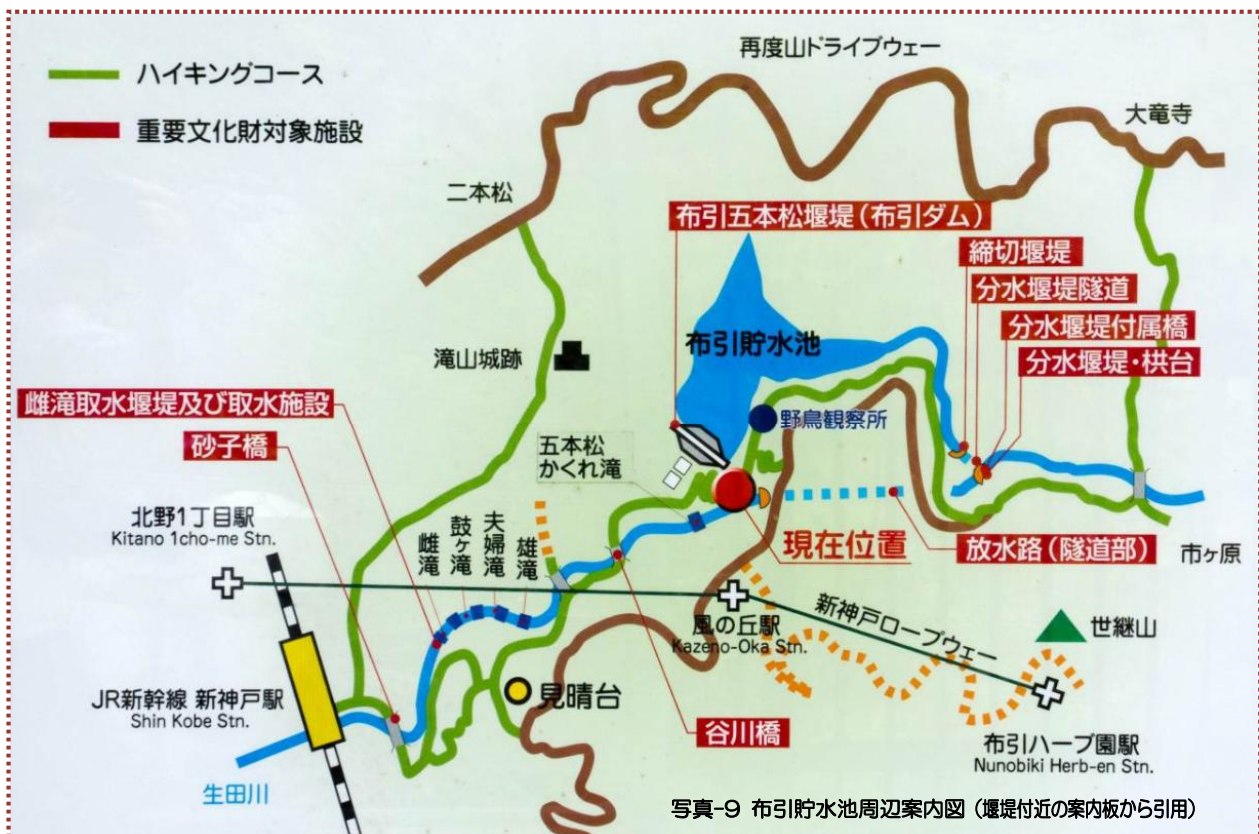 再度山ドライブウェー
ハイキングコース
重要文化財対象施設
大竜寺
二本松
布引五本松堰堤(布引ダム)
締切堰堤
分水堰堤隧道
分水堰堤付属橋
分水堰堤・栱台
布引貯水池
滝山城跡
雌滝取水堰堤及び取水施設
砂子橋
野鳥観察所
五本松
かくれ滝
北野1丁目駅
Kitano 1cho-me Stn.
雌滝
鼓ヶ滝
夫婦滝
雄滝
現在位置
放水路(隧道部)
市ヶ原
新神戸ロープウェー
風の丘駅
Kazeno-Oka Stn.
世継山
JR新幹線 新神戸駅
Shin Kobe Stn.
見晴台
谷川橋
布引ハーブ園駅
Nunobiki Herb-en Stn.
生田川
写真-9 布引貯水池周辺案内図(堰堤付近の案内板から引用)